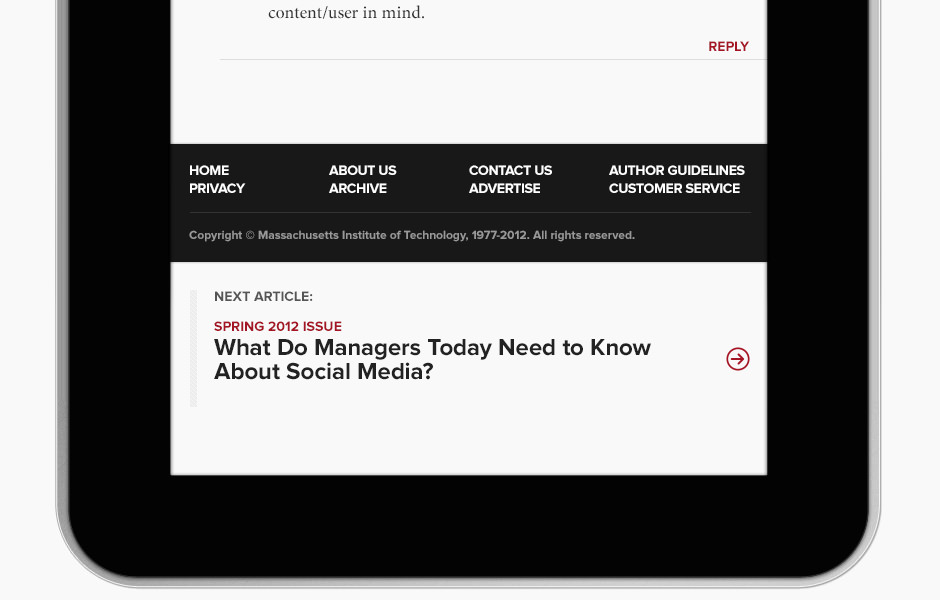 content/user in mind.
REPLY
HOME ABOUT US CONTACT US AUTHOR GUIDELINES
PRIVACY ARCHIVE ADVERTISE CUSTOMER SERVICE
Copyright © Massachusetts Institute of Technology, 1977-2012. All rights reserved.
NEXT ARTICLE:
SPRING 2012 ISSUE
What Do Managers Today Need to Know
About Social Media?